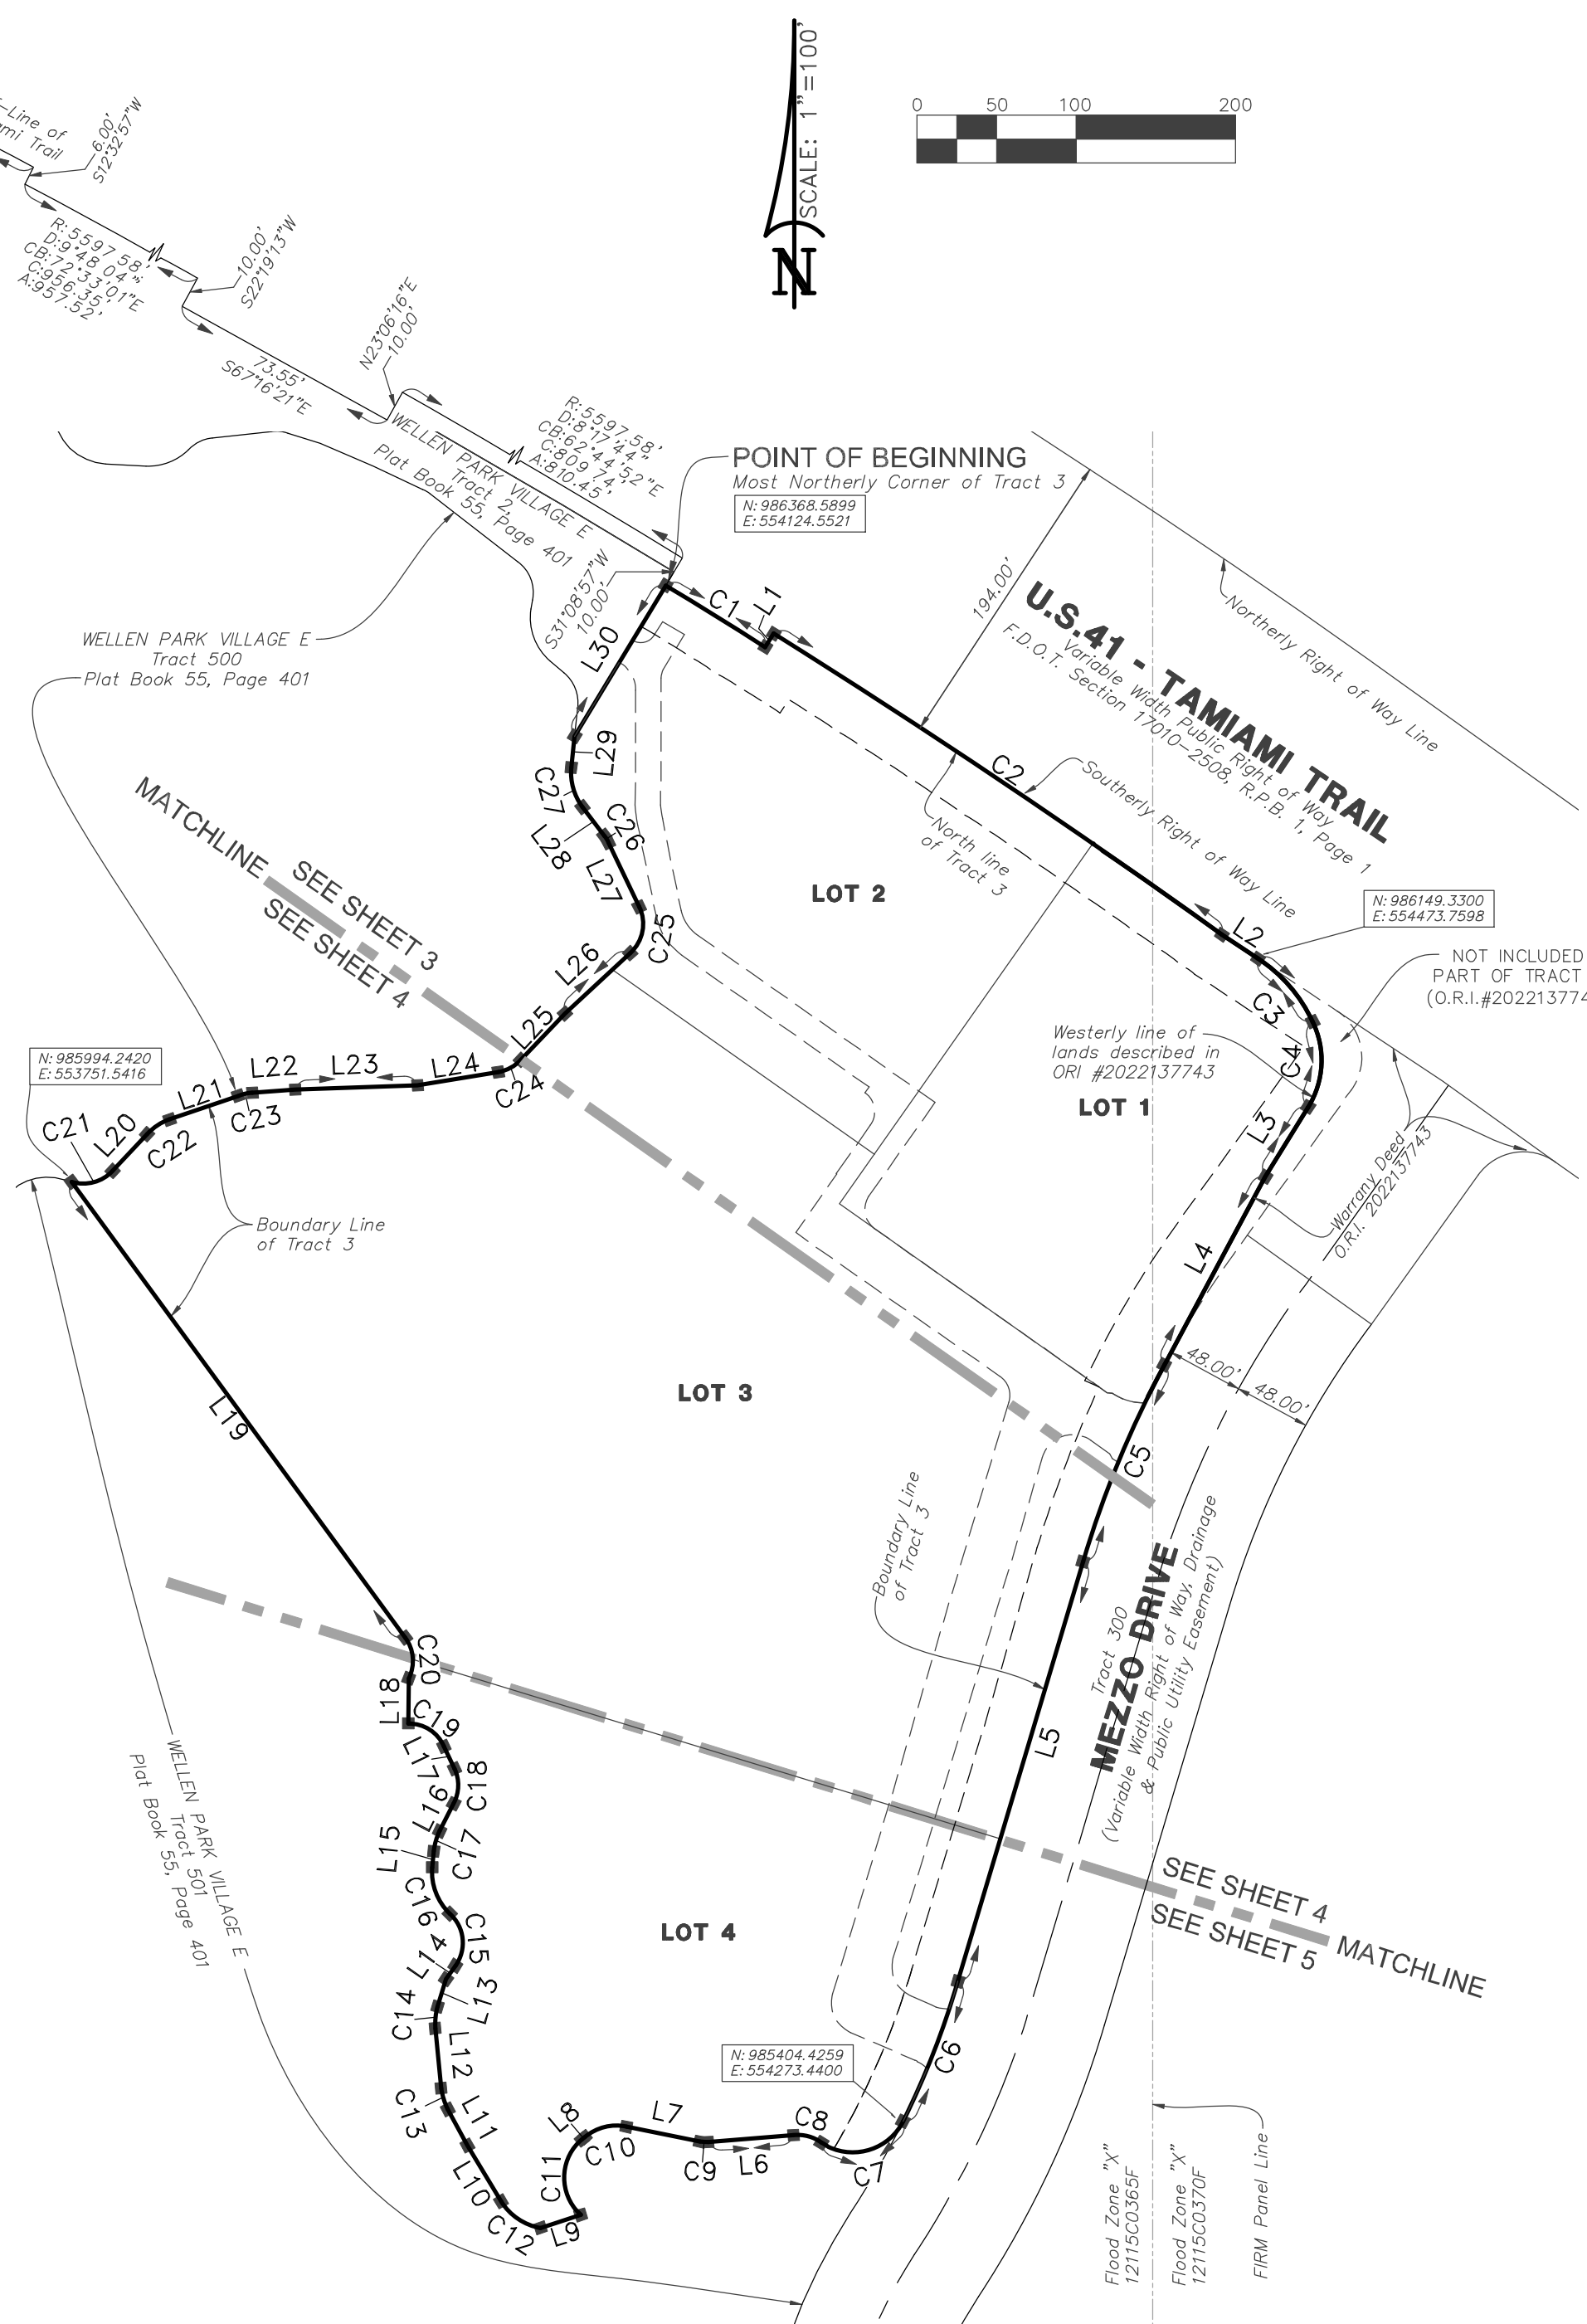 SCALE: 1"=100'
N
0 50 100 200
Line of
Trail
6.00'
S12°32'57"W
R:5597.58'
D:9°48'04"
CB:72°33'01"E
C:956.35'
A:957.52'
10.00'
S22°19'13"W
73.55'
S67°16'21"E
N23°06'16"E
10.00'
R:5597.58'
D:8°17'44"
CB:62°44'52"E
C:809.74'
A:810.45'
WELLEN PARK VILLAGE E
Tract 2,
Plat Book 55, Page 401
S31°08'57"W
10.00'
POINT OF BEGINNING
Most Northerly Corner of Tract 3
N: 986368.5899
E: 554124.5521
194.00'
U.S.41 - TAMIAMI TRAIL
Variable Width Public Right of Way
F.D.O.T. Section 17010-2508, R.P.B. 1, Page 1
Northerly Right of Way Line
Southerly Right of Way Line
North line
of Tract 3
WELLEN PARK VILLAGE E
Tract 500
Plat Book 55, Page 401
C1
L1
C2
L2
C3
C4
L3
L4
C5
L5
C6
C7
C8
L6
C9
L7
C10
L8
C11
L9
C12
L10
L11
C13
L12
C14
L13
L14
C15
C16
L15
C17
L16
C18
L17
C19
L18
C20
L19
C21
L20
C22
L21
C23
L22
L23
L24
C24
L25
L26
C25
L27
C26
L28
C27
L29
L30
LOT 2
N: 986149.3300
E: 554473.7598
NOT INCLUDED
PART OF TRACT
(O.R.I.#202213774
Westerly line of
lands described in
ORI #2022137743
LOT 1
Warrany Deed
O.R.I. 2022137743
MATCHLINE
SEE SHEET 3
SEE SHEET 4
N: 985994.2420
E: 553751.5416
Boundary Line
of Tract 3
LOT 3
48.00'
48.00'
Boundary Line
of Tract 3
MEZZO DRIVE
Tract 300
(Variable Width Right of Way, Drainage
& Public Utility Easement)
WELLEN PARK VILLAGE E
Tract 501
Plat Book 55, Page 401
LOT 4
SEE SHEET 4
SEE SHEET 5
MATCHLINE
N: 985404.4259
E: 554273.4400
Flood Zone "X"
12115C0365F
Flood Zone "X"
12115C0370F
FIRM Panel Line